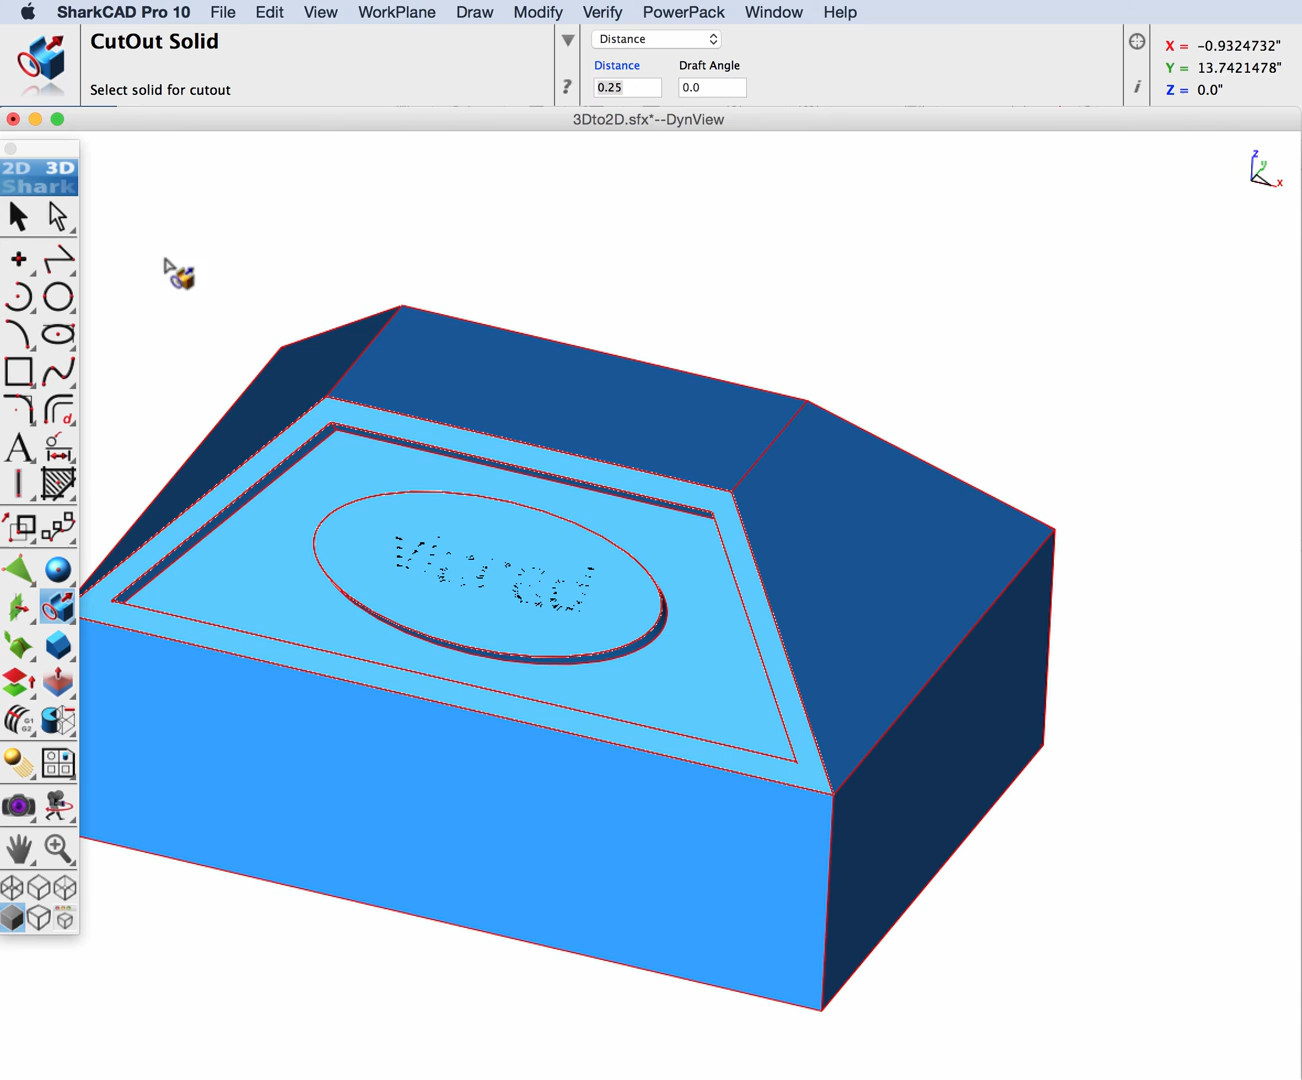 SharkCAD Pro 10 File Edit View WorkPlane Draw Modify Verify PowerPack Window Help
CutOut Solid
Select solid for cutout
Distance
Distance Draft Angle
0.25 0.0
?
i
X = -0.9324732"
Y = 13.7421478"
Z = 0.0"
3Dto2D.sfx*--DynView
2D 3D
Shark
z
y
x
d
A
G1
G2